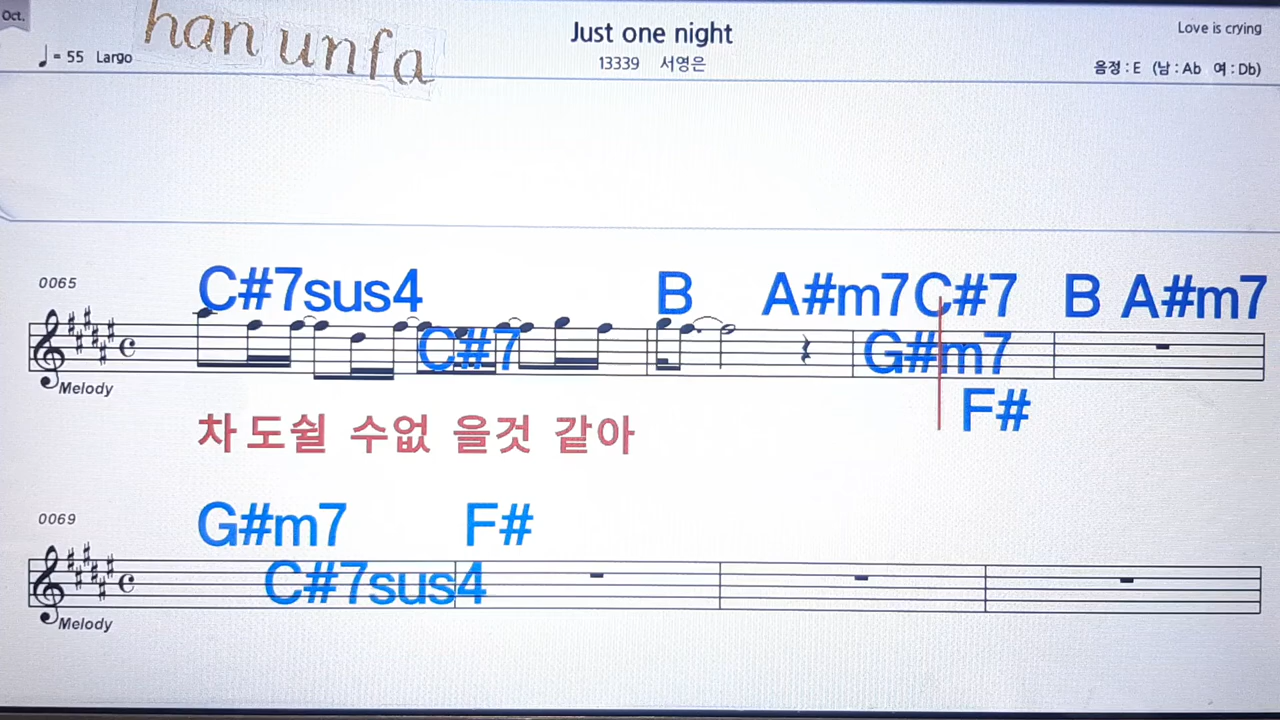 Oct.
han unfa
Just one night
Love is crying
♩ = 55 Largo
13339 서영은
음정 : E (남 : Ab 여 : Db)
C#7sus4 B A#m7 C#7 B A#m7
0065
C#7 G#m7
Melody
F#
차 도쉴 수없 을것 같아
G#m7 F#
0069
C#7sus4
Melody